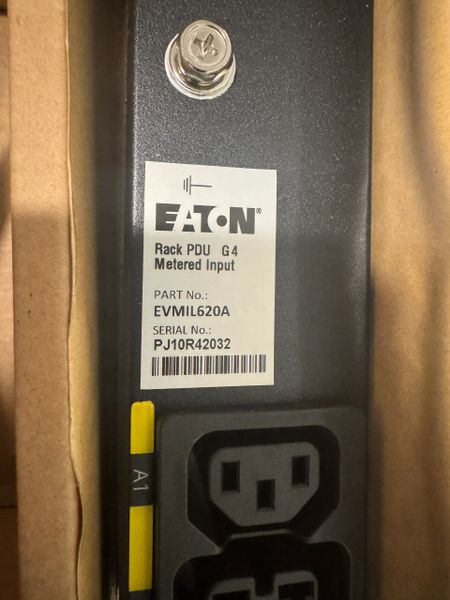 EATON®
Rack PDU G4
Metered Input
PART No.:
EVMIL620A
SERIAL No.:
PJ10R42032
A1